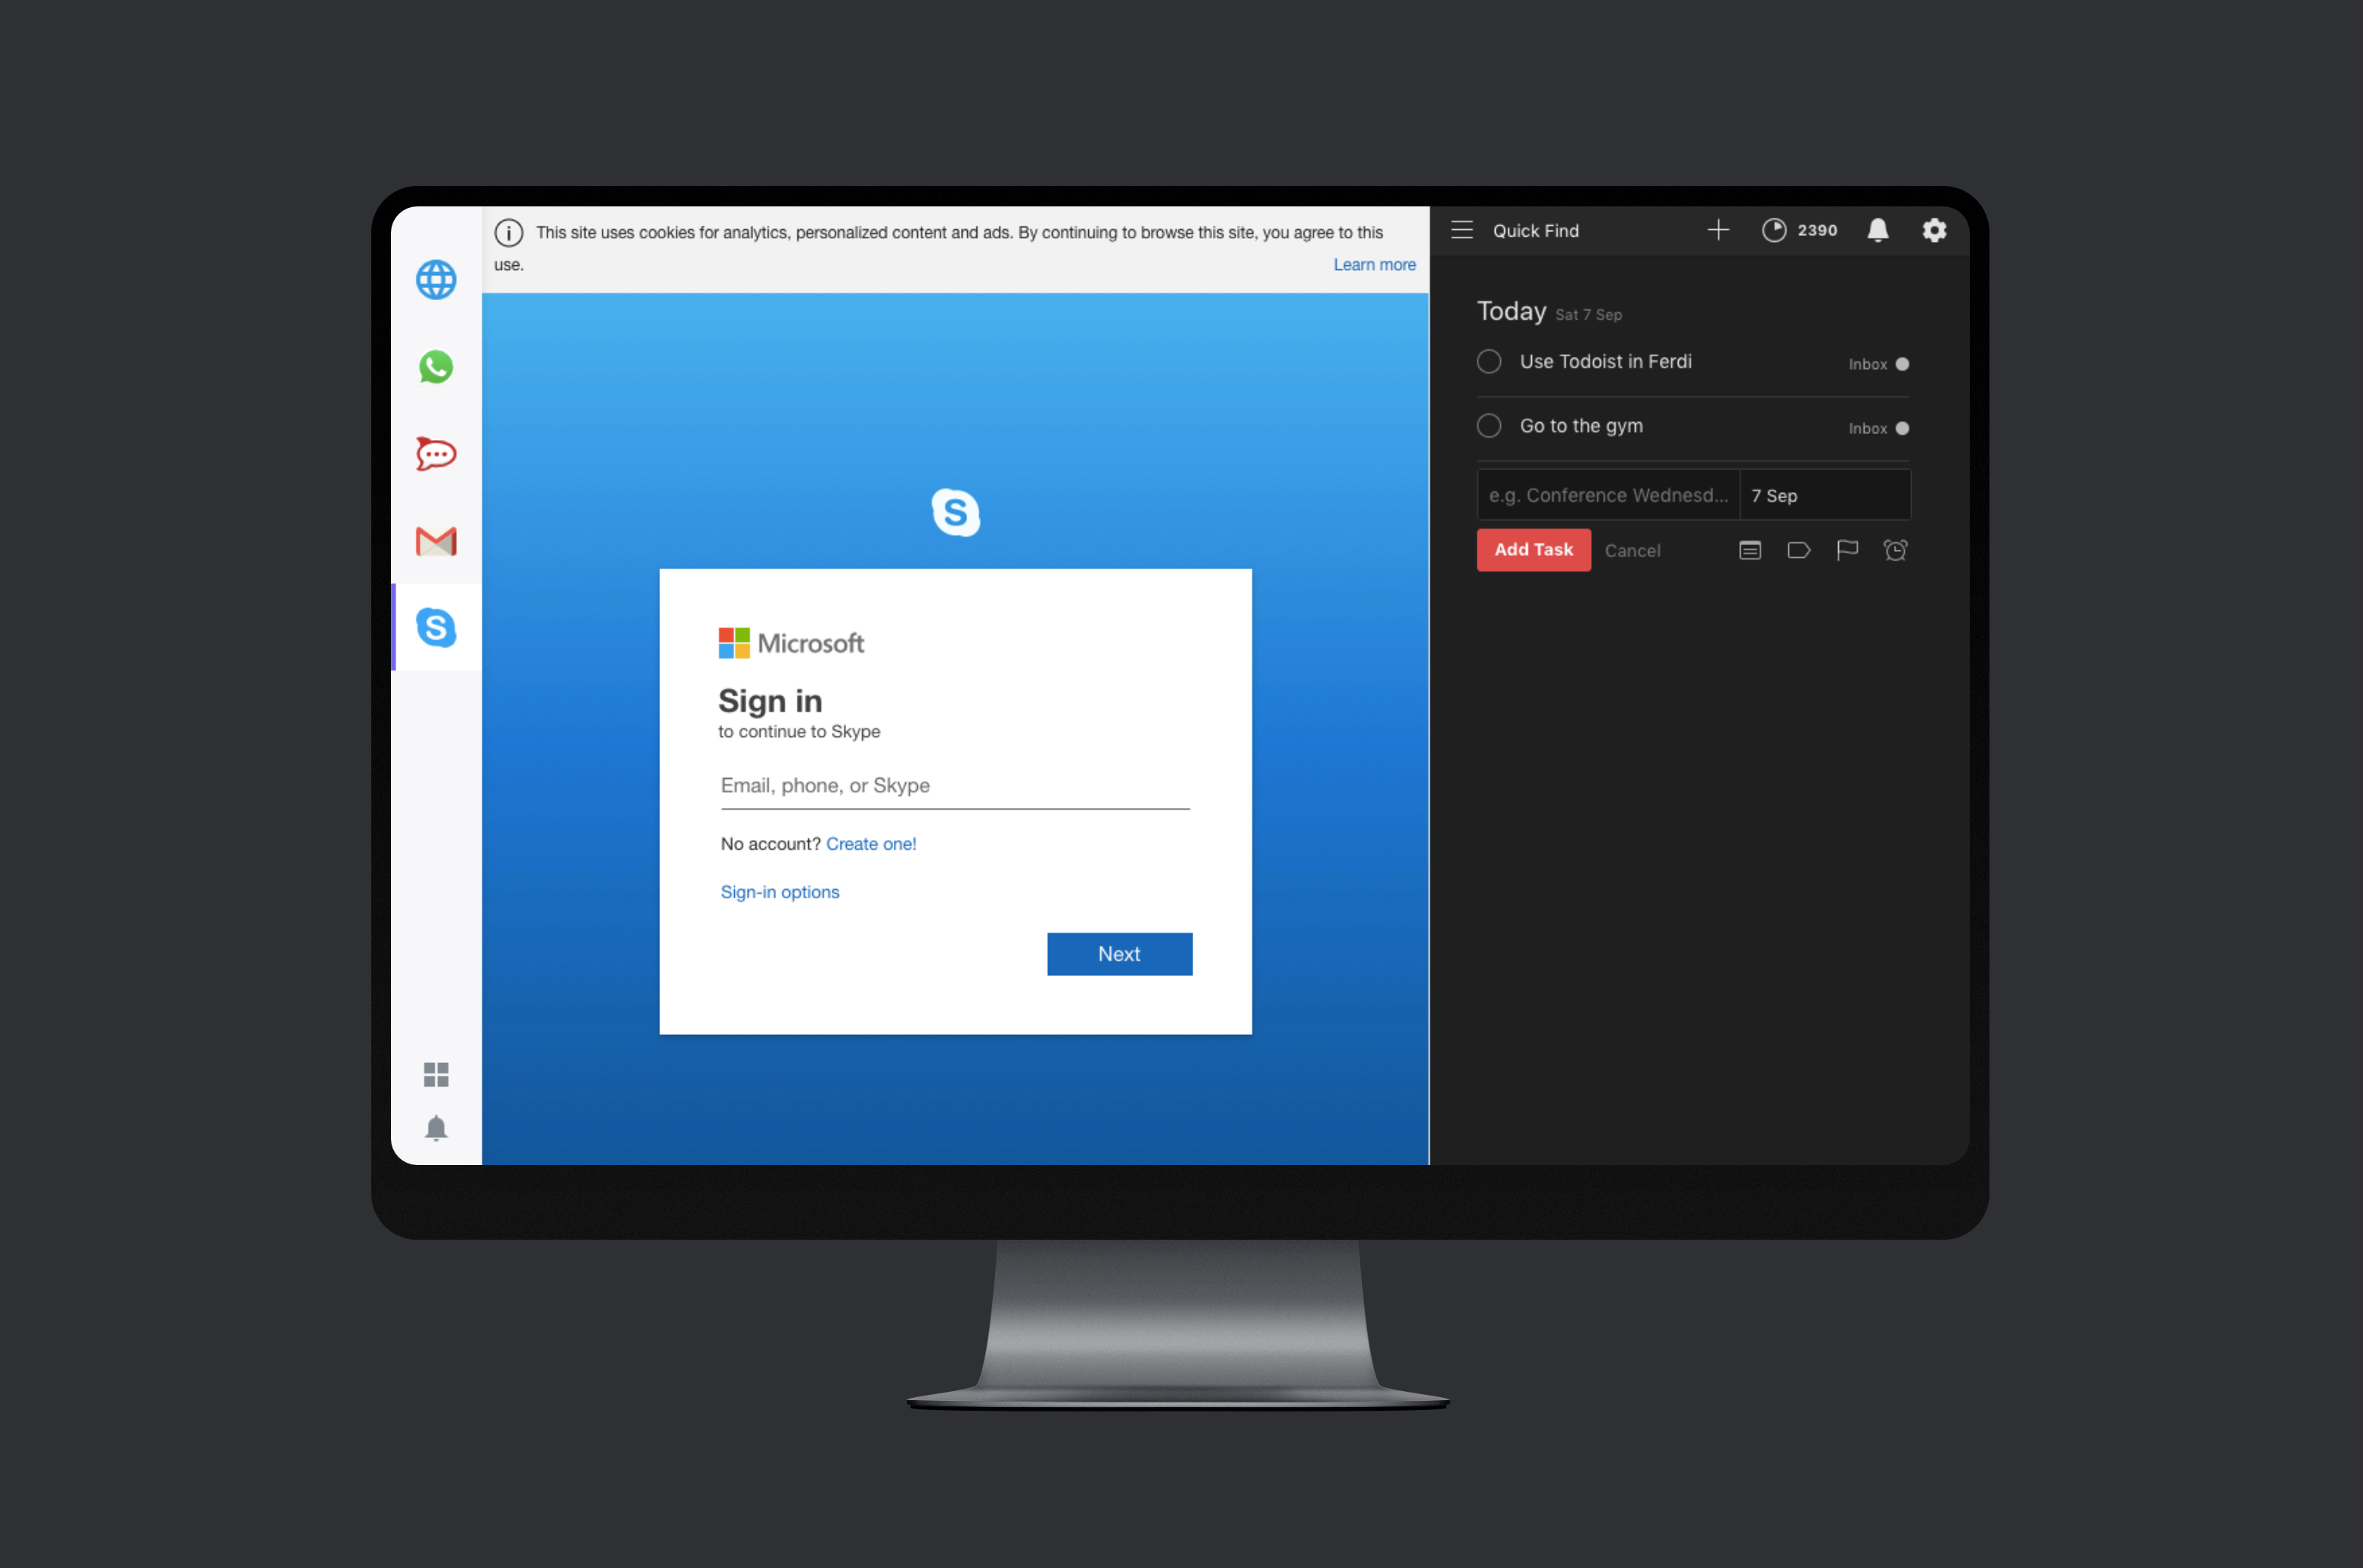 This site uses cookies for analytics, personalized content and ads. By continuing to browse this site, you agree to this
use.
Learn more
S
S
Microsoft
Sign in
to continue to Skype
Email, phone, or Skype
No account? Create one!
Sign-in options
Next
Quick Find
2390
Today Sat 7 Sep
Use Todoist in Ferdi Inbox
Go to the gym Inbox
e.g. Conference Wednesd... 7 Sep
Add Task Cancel